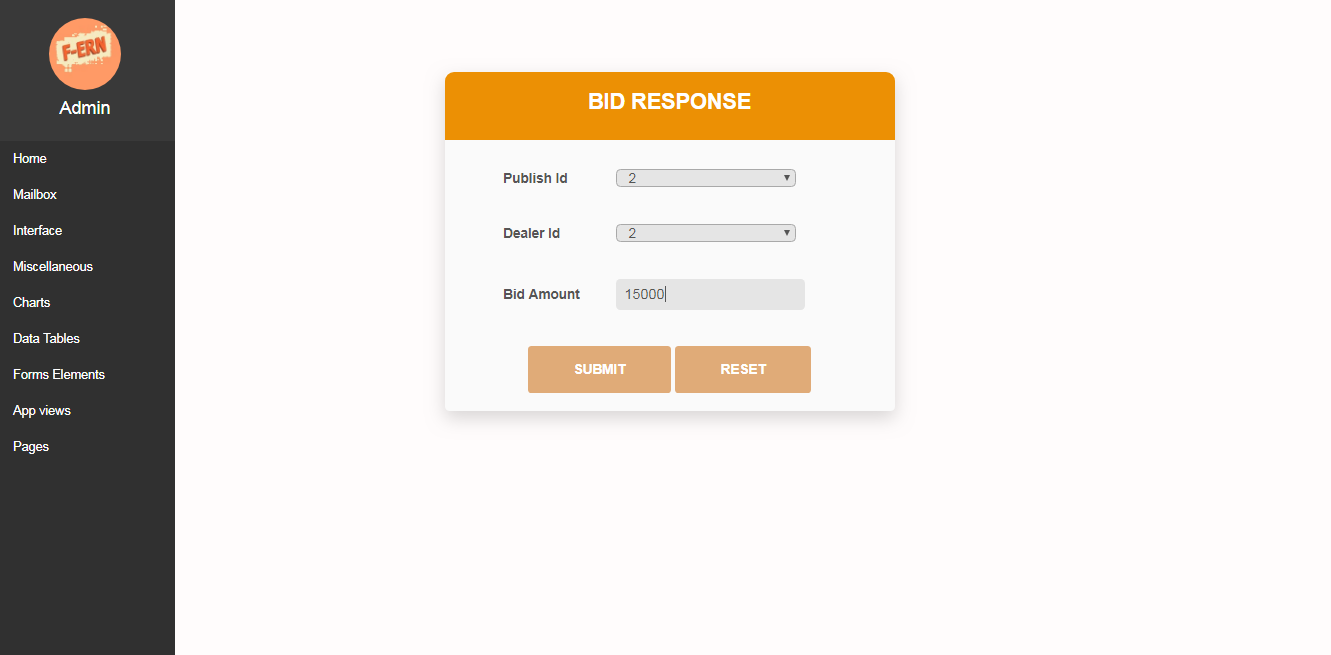 F-ERN
Admin
Home
Mailbox
Interface
Miscellaneous
Charts
Data Tables
Forms Elements
App views
Pages
BID RESPONSE
Publish Id 2
Dealer Id 2
Bid Amount 15000
SUBMIT RESET